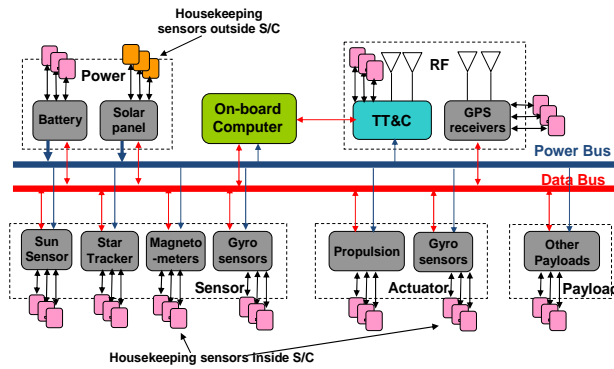 Housekeeping
sensors outside S/C
Power
RF
Battery
Solar
panel
On-board
Computer
TT&C
GPS
receivers
Power Bus
Data Bus
Sun
Sensor
Star
Tracker
Magneto
-meters
Gyro
sensors
Propulsion
Gyro
sensors
Other
Payloads
Sensor
Actuator
Payload
Housekeeping sensors inside S/C